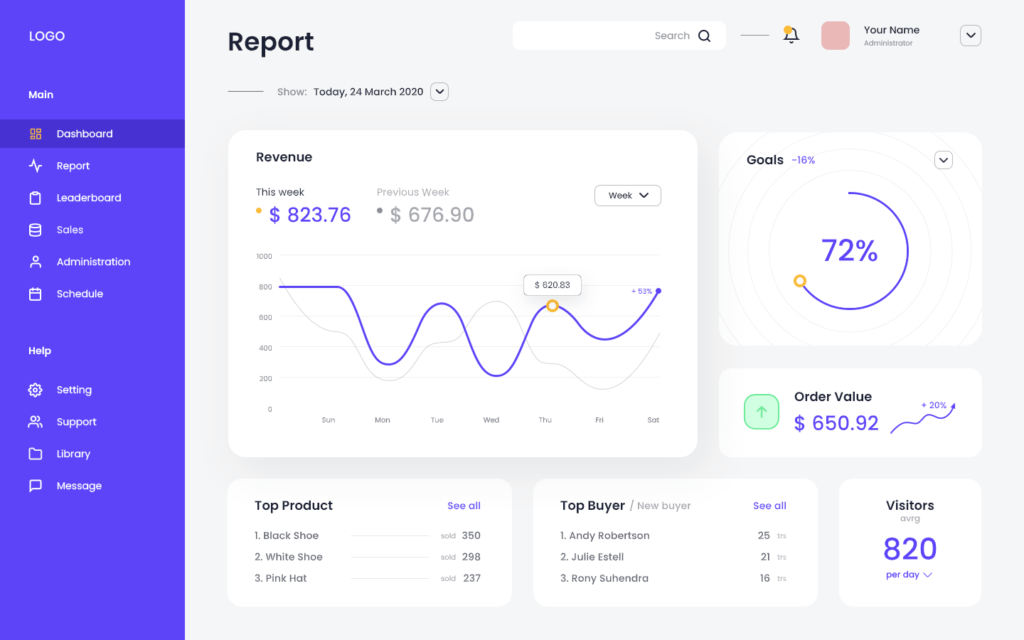 LOGO
Main
Dashboard
Report
Leaderboard
Sales
Administration
Schedule
Help
Setting
Support
Library
Message
Report
Search
Your Name
Administrator
Show: Today, 24 March 2020
Revenue
This week
$ 823.76
Previous Week
$ 676.90
Week
1000
800
600
400
200
0
$ 620.83
+ 53%
Sun Mon Tue Wed Thu Fri Sat
Goals -16%
72%
Order Value
$ 650.92
+ 20%
Top Product See all
1. Black Shoe sold 350
2. White Shoe sold 298
3. Pink Hat sold 237
Top Buyer / New buyer See all
1. Andy Robertson 25 trs
2. Julie Estell 21 trs
3. Rony Suhendra 16 trs
Visitors
avrg
820
per day